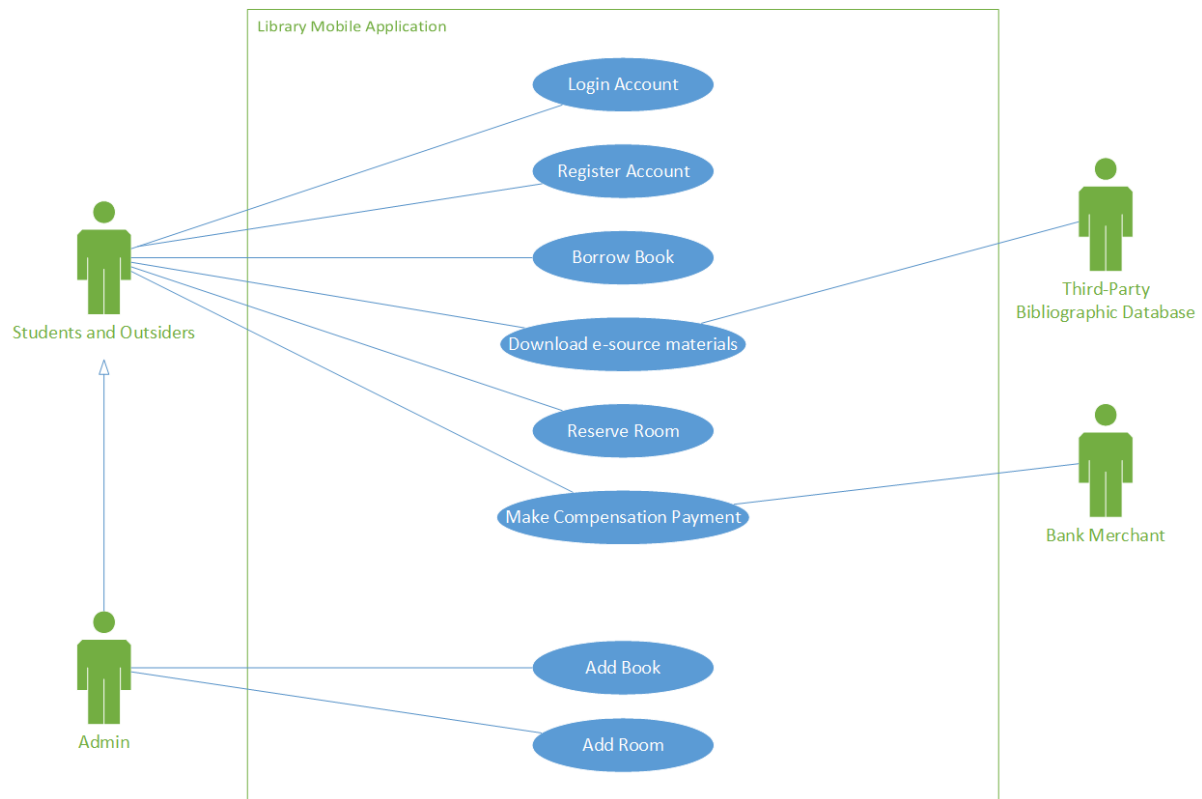 Library Mobile Application
Login Account
Register Account
Borrow Book
Download e-source materials
Reserve Room
Make Compensation Payment
Add Book
Add Room
Students and Outsiders
Admin
Third-Party
Bibliographic Database
Bank Merchant